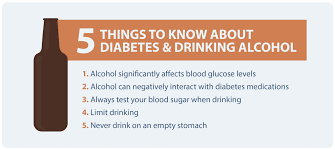 5 THINGS TO KNOW ABOUT
DIABETES & DRINKING ALCOHOL
1. Alcohol significantly affects blood glucose levels
2. Alcohol can negatively interact with diabetes medications
3. Always test your blood sugar when drinking
4. Limit drinking
5. Never drink on an empty stomach